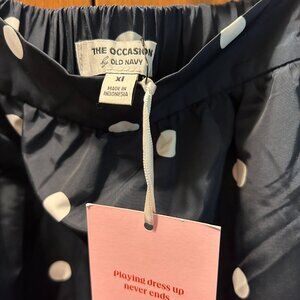 THE OCCASION
by OLD NAVY
xl
MADE IN
INDONESIA
Playing dress up
never ends